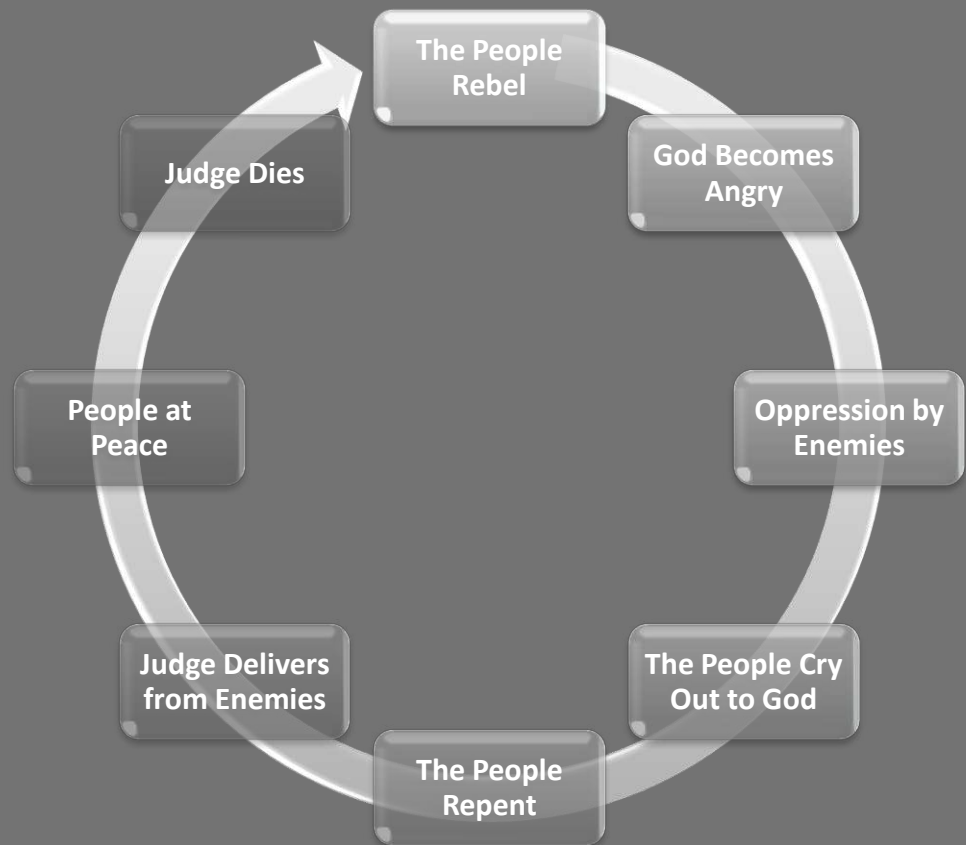 The People
Rebel
God Becomes
Angry
Oppression by
Enemies
The People Cry
Out to God
The People
Repent
Judge Delivers
from Enemies
People at
Peace
Judge Dies